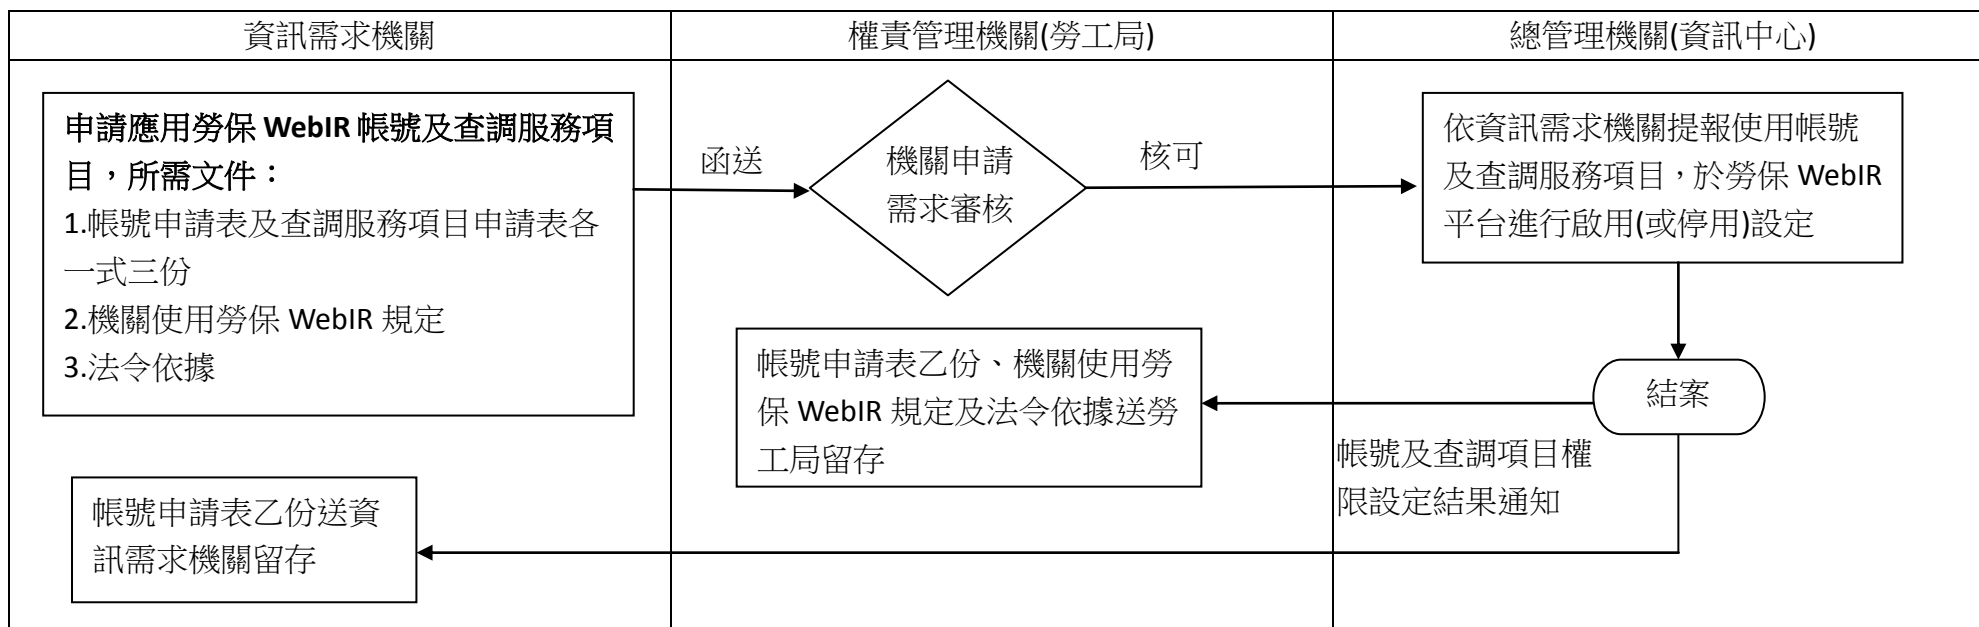 資訊需求機關
權責管理機關(勞工局)
總管理機關(資訊中心)
申請應用勞保 WebIR 帳號及查調服務項
目，所需文件：
1.帳號申請表及查調服務項目申請表各
一式三份
2.機關使用勞保 WebIR 規定
3.法令依據
函送
機關申請
需求審核
核可
依資訊需求機關提報使用帳號
及查調服務項目，於勞保 WebIR
平台進行啟用(或停用)設定
結案
帳號申請表乙份、機關使用勞
保 WebIR 規定及法令依據送勞
工局留存
帳號及查調項目權
限設定結果通知
帳號申請表乙份送資
訊需求機關留存